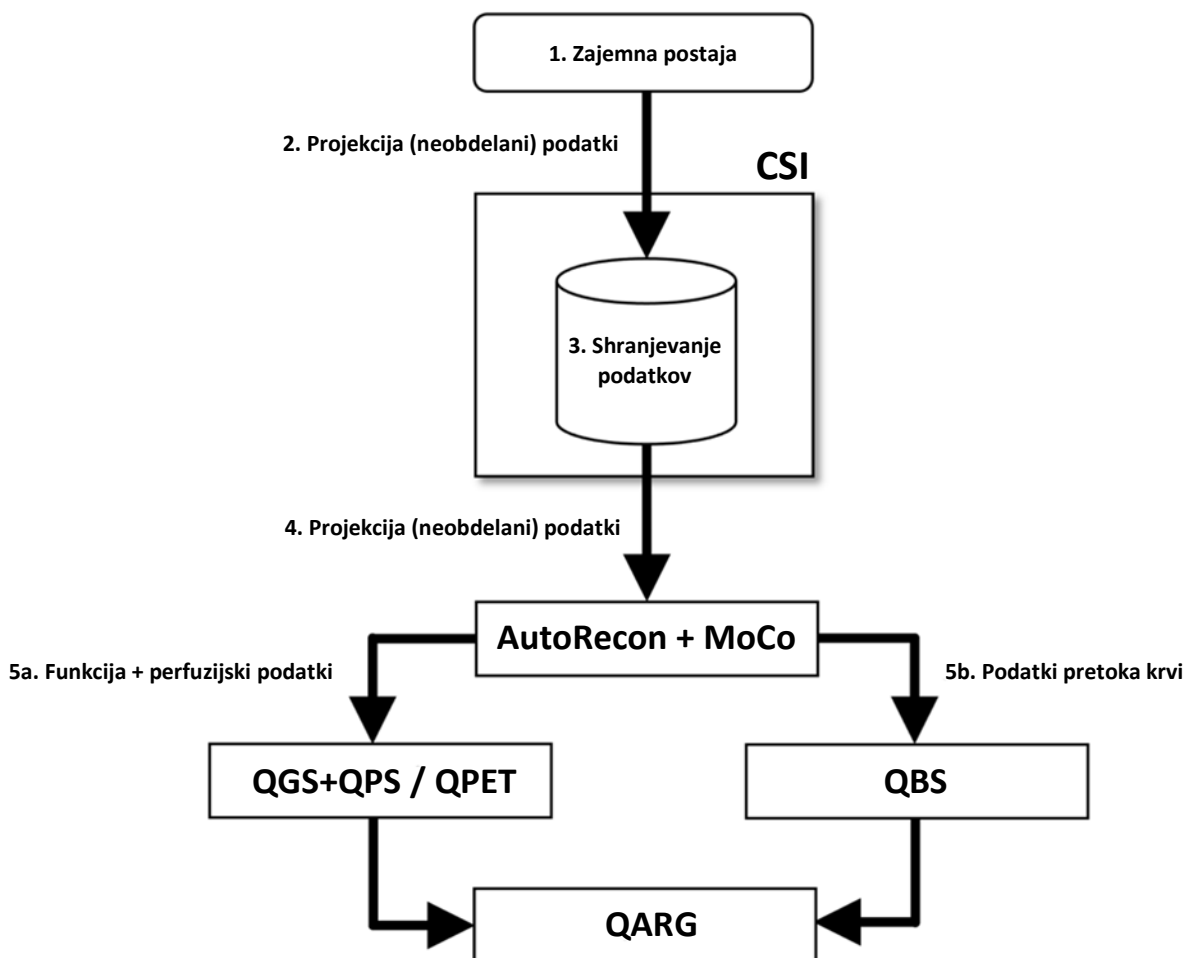 1. Zajemna postaja
2. Projekcija (neobdelani) podatki
CSI
3. Shranjevanje
podatkov
4. Projekcija (neobdelani) podatki
AutoRecon + MoCo
5a. Funkcija + perfuzijski podatki
5b. Podatki pretoka krvi
QGS+QPS / QPET
QBS
QARG